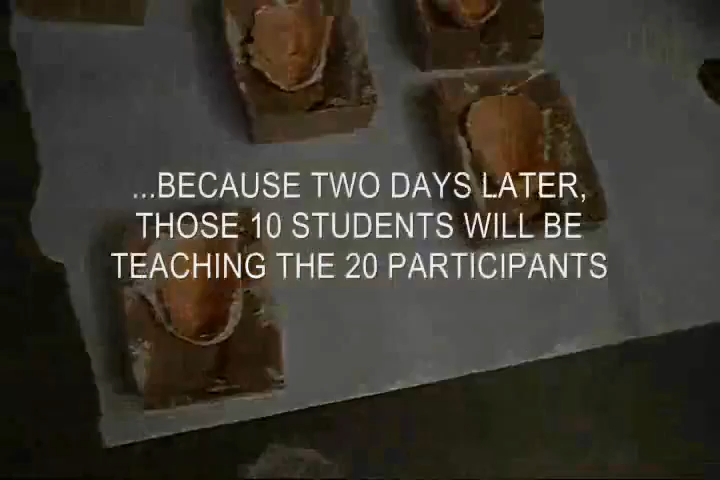 ...BECAUSE TWO DAYS LATER,
THOSE 10 STUDENTS WILL BE
TEACHING THE 20 PARTICIPANTS